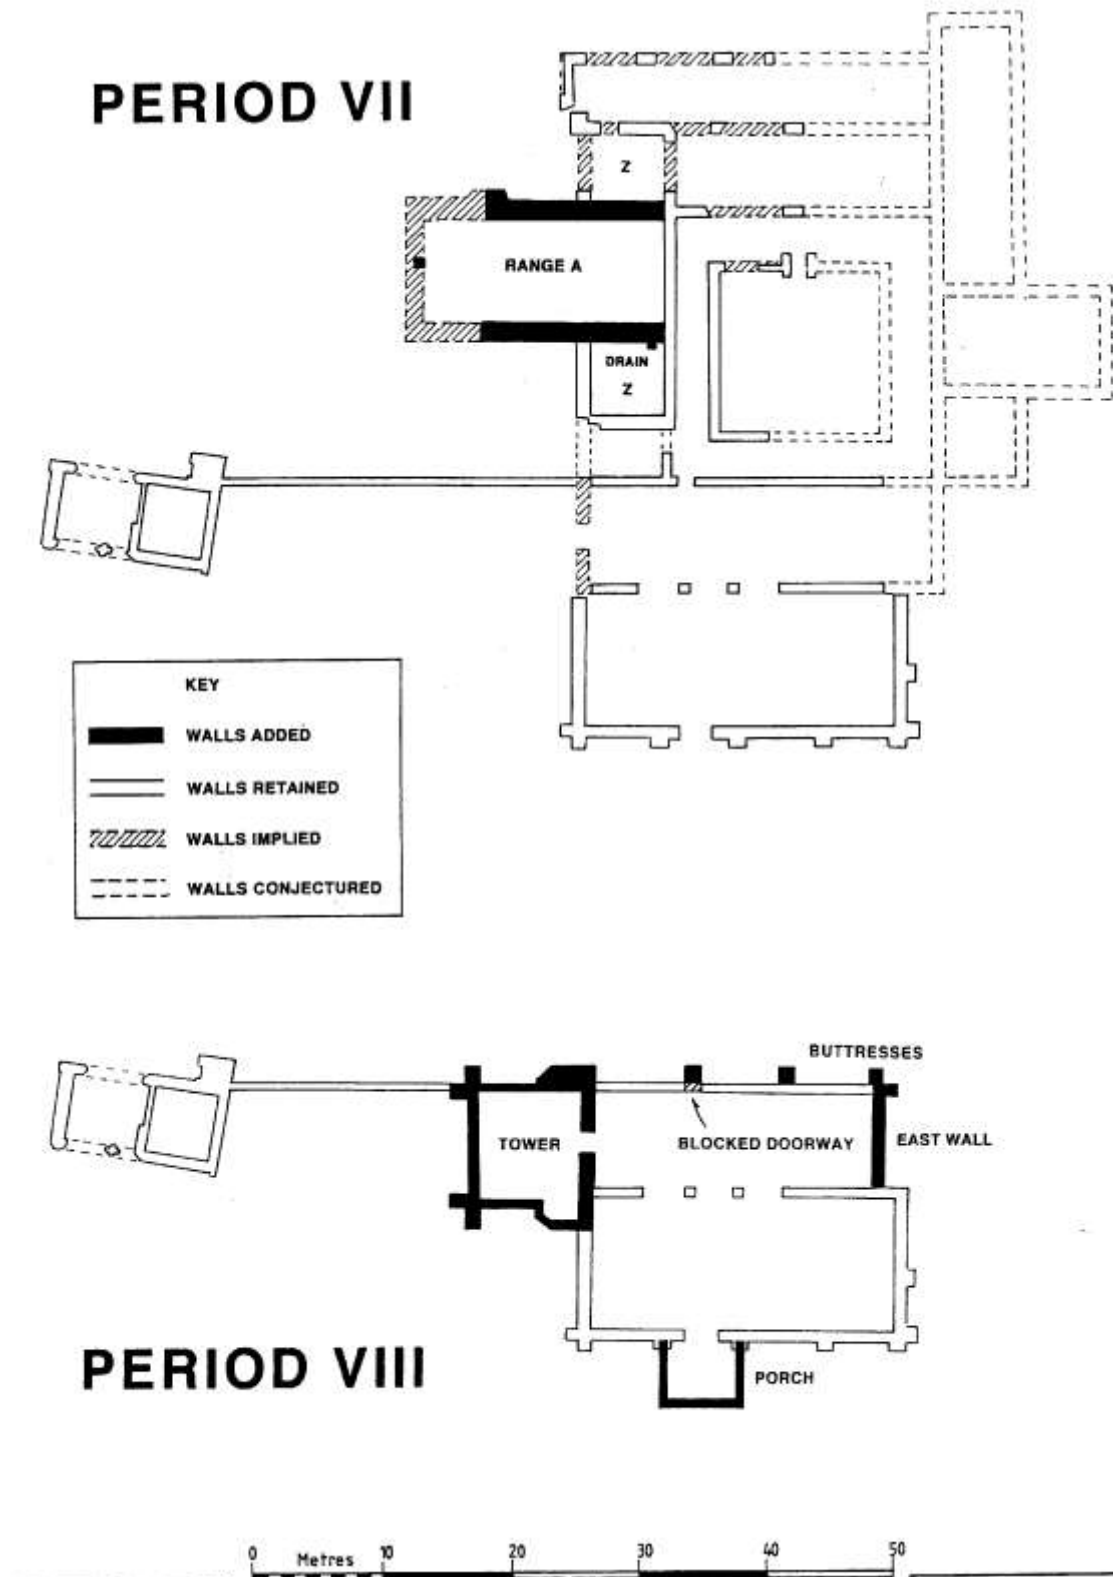 PERIOD VII
Z
RANGE A
DRAIN
Z
KEY
WALLS ADDED
WALLS RETAINED
WALLS IMPLIED
WALLS CONJECTURED
BUTTRESSES
TOWER
BLOCKED DOORWAY
EAST WALL
PERIOD VIII
PORCH
0 10 20 30 40 50
Metres